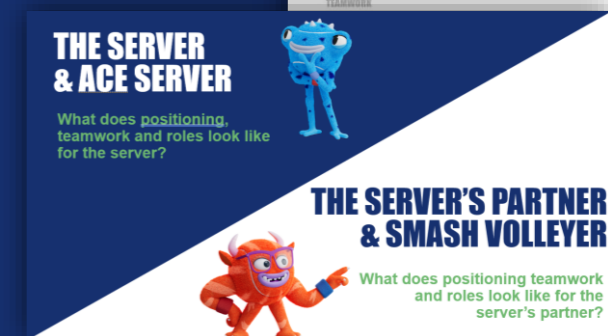 TEAMWORK
THE SERVER
& ACE SERVER
What does positioning,
teamwork and roles look like
for the server?
THE SERVER'S PARTNER
& SMASH VOLLEYER
What does positioning teamwork
and roles look like for the
server's partner?